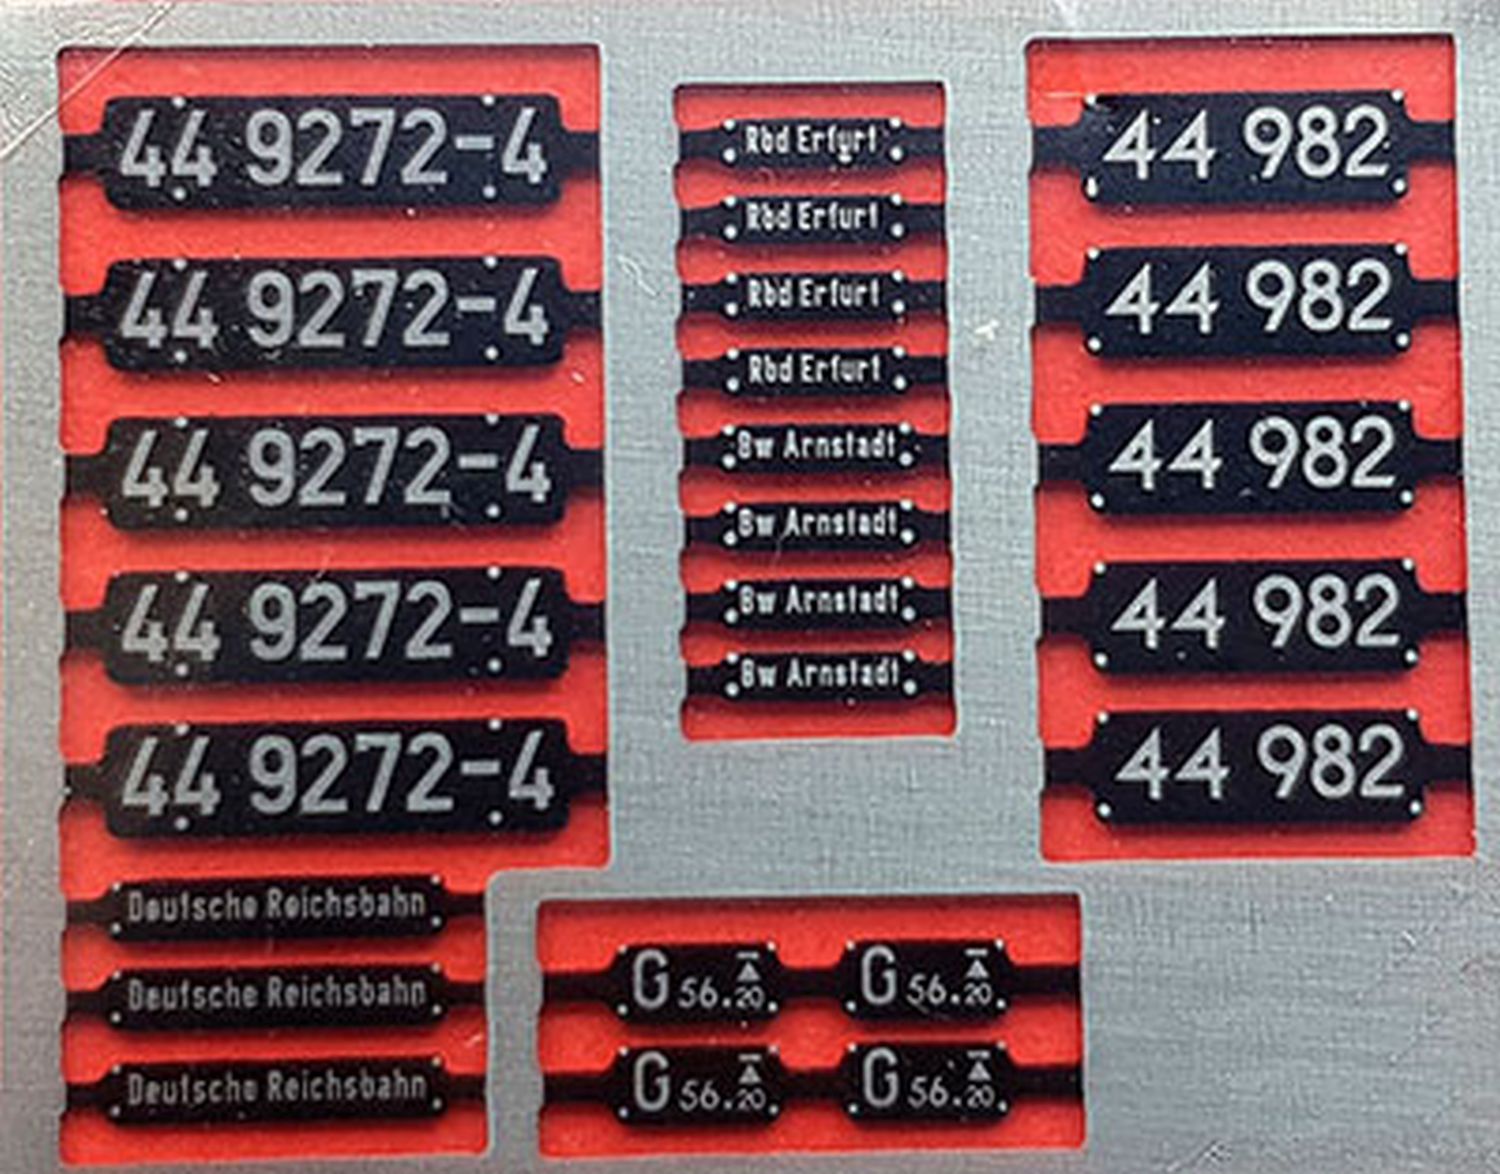 44 9272-4
44 9272-4
44 9272-4
44 9272-4
44 9272-4
Deutsche Reichsbahn
Deutsche Reichsbahn
Deutsche Reichsbahn
Rbd Erfurt
Rbd Erfurt
Rbd Erfurt
Rbd Erfurt
Bw Arnstadt
Bw Arnstadt
Bw Arnstadt
Bw Arnstadt
G 56.20 G 56.20
G 56.20 G 56.20
44 982
44 982
44 982
44 982
44 982